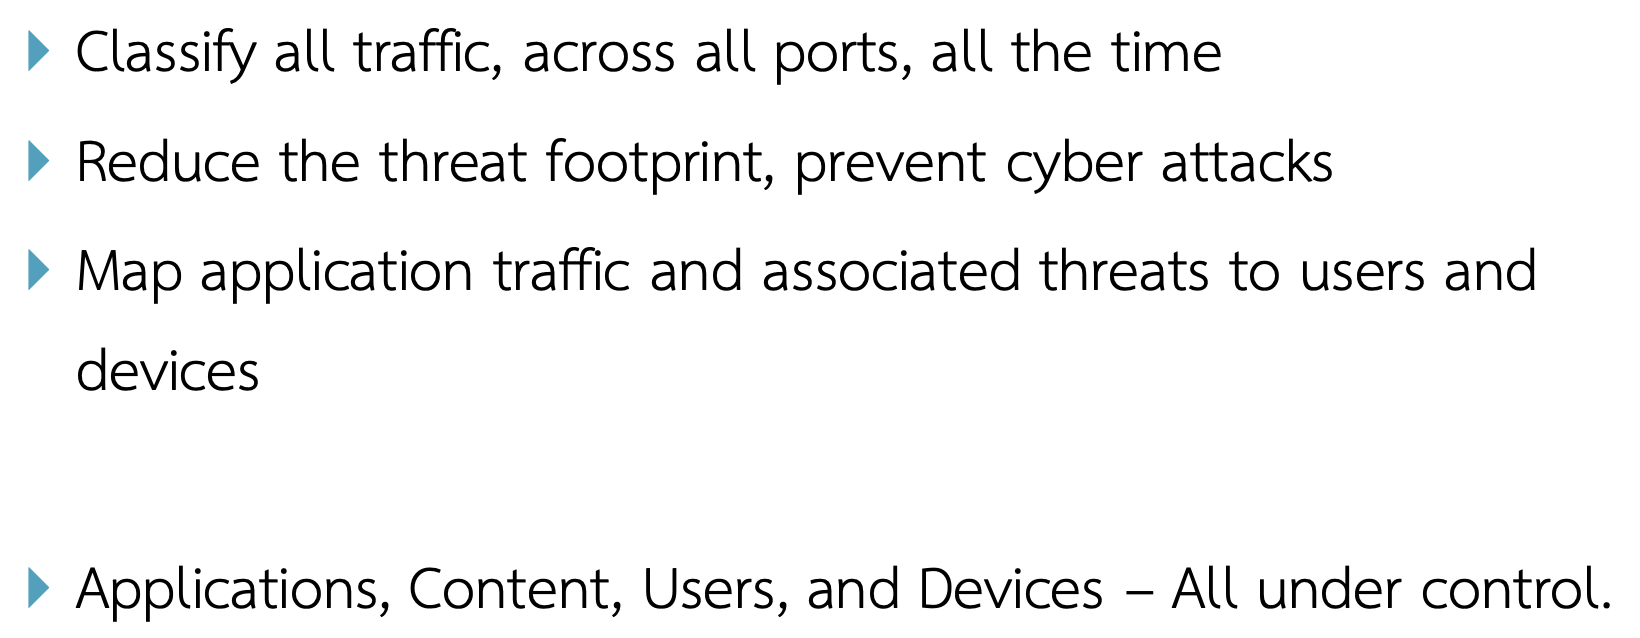 Classify all traffic, across all ports, all the time
Reduce the threat footprint, prevent cyber attacks
Map application traffic and associated threats to users and
devices
Applications, Content, Users, and Devices – All under control.